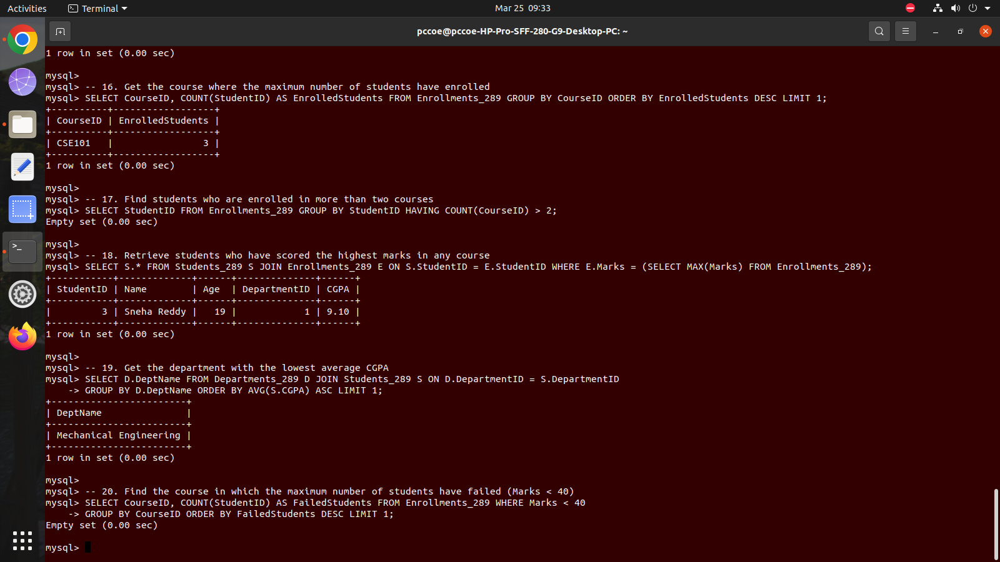 Activities
Terminal
Mar 25 09:33
pccoe@pccoe-HP-Pro-SFF-280-G9-Desktop-PC: ~
1 row in set (0.00 sec)
mysql>
mysql> -- 16. Get the course where the maximum number of students have enrolled
mysql> SELECT CourseID, COUNT(StudentID) AS EnrolledStudents FROM Enrollments_289 GROUP BY CourseID ORDER BY EnrolledStudents DESC LIMIT 1;
+----------+------------------+
| CourseID | EnrolledStudents |
+----------+------------------+
| CSE101   |                3 |
+----------+------------------+
1 row in set (0.00 sec)
mysql>
mysql> -- 17. Find students who are enrolled in more than two courses
mysql> SELECT StudentID FROM Enrollments_289 GROUP BY StudentID HAVING COUNT(CourseID) > 2;
Empty set (0.00 sec)
mysql>
mysql> -- 18. Retrieve students who have scored the highest marks in any course
mysql> SELECT S.* FROM Students_289 S JOIN Enrollments_289 E ON S.StudentID = E.StudentID WHERE E.Marks = (SELECT MAX(Marks) FROM Enrollments_289);
+-----------+-------------+------+--------------+------+
| StudentID | Name        | Age  | DepartmentID | CGPA |
+-----------+-------------+------+--------------+------+
|         3 | Sneha Reddy |   19 |            1 | 9.10 |
+-----------+-------------+------+--------------+------+
1 row in set (0.00 sec)
mysql>
mysql> -- 19. Get the department with the lowest average CGPA
mysql> SELECT D.DeptName FROM Departments_289 D JOIN Students_289 S ON D.DepartmentID = S.DepartmentID
    -> GROUP BY D.DeptName ORDER BY AVG(S.CGPA) ASC LIMIT 1;
+------------------------+
| DeptName               |
+------------------------+
| Mechanical Engineering |
+------------------------+
1 row in set (0.00 sec)
mysql>
mysql> -- 20. Find the course in which the maximum number of students have failed (Marks < 40)
mysql> SELECT CourseID, COUNT(StudentID) AS FailedStudents FROM Enrollments_289 WHERE Marks < 40
    -> GROUP BY CourseID ORDER BY FailedStudents DESC LIMIT 1;
Empty set (0.00 sec)
mysql>